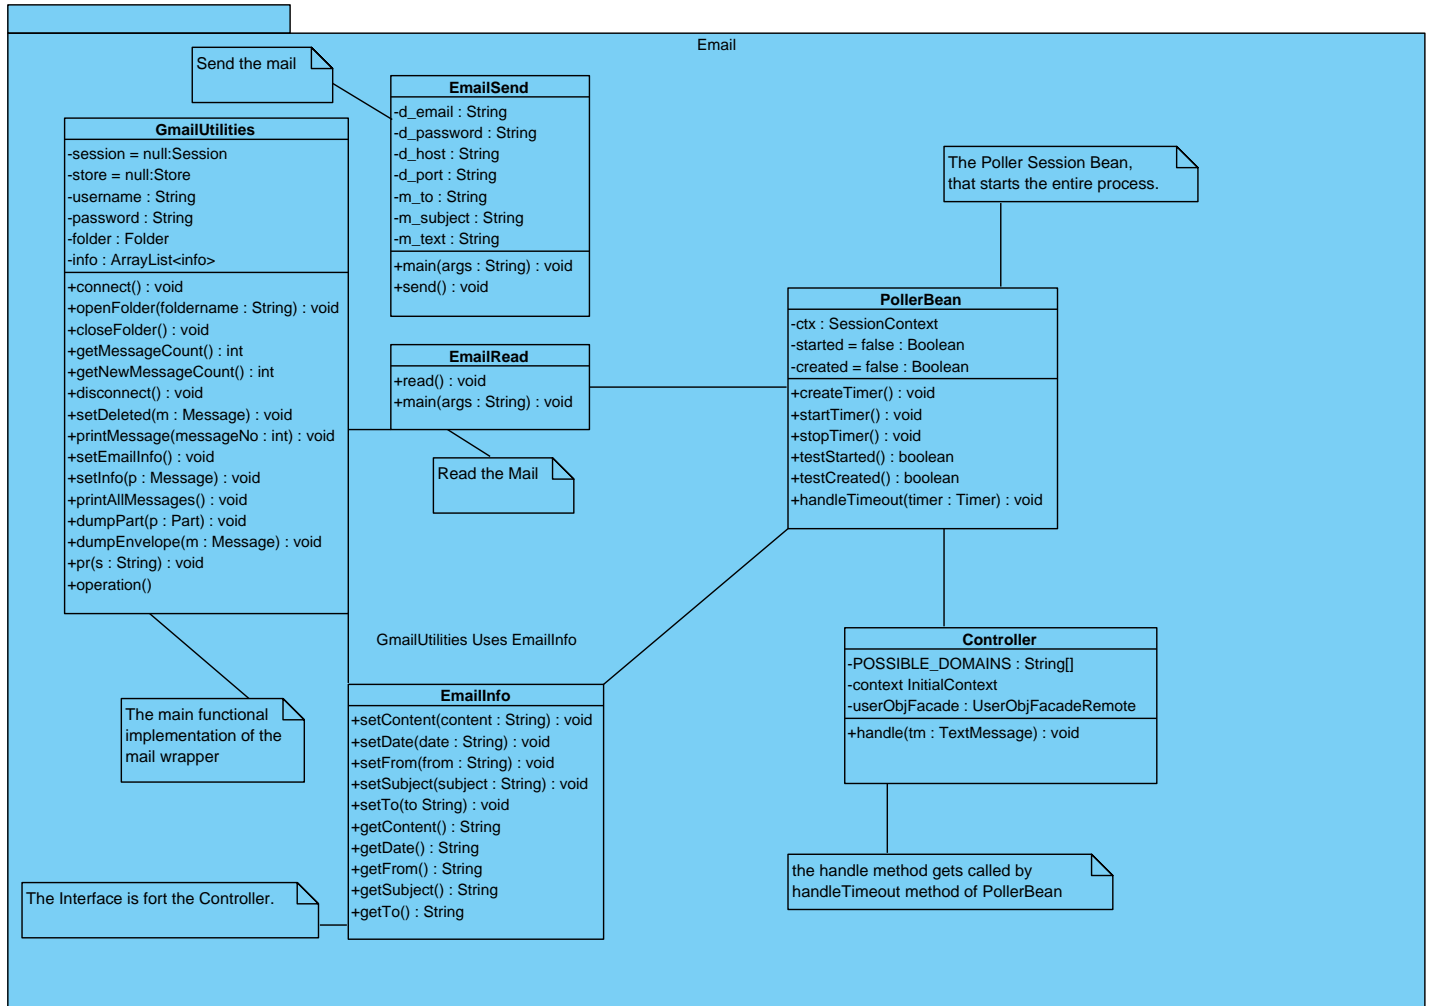 Email
Send the mail
EmailSend
-d_email : String
-d_password : String
-d_host : String
-d_port : String
-m_to : String
-m_subject : String
-m_text : String
+main(args : String) : void
+send() : void
GmailUtilities
-session = null:Session
-store = null:Store
-username : String
-password : String
-folder : Folder
-info : ArrayList<info>
+connect() : void
+openFolder(foldername : String) : void
+closeFolder() : void
+getMessageCount() : int
+getNewMessageCount() : int
+disconnect() : void
+setDeleted(m : Message) : void
+printMessage(messageNo : int) : void
+setEmailInfo() : void
+setInfo(p : Message) : void
+printAllMessages() : void
+dumpPart(p : Part) : void
+dumpEnvelope(m : Message) : void
+pr(s : String) : void
+operation()
The Poller Session Bean,
that starts the entire process.
PollerBean
-ctx : SessionContext
-started = false : Boolean
-created = false : Boolean
+createTimer() : void
+startTimer() : void
+stopTimer() : void
+testStarted() : boolean
+testCreated() : boolean
+handleTimeout(timer : Timer) : void
EmailRead
+read() : void
+main(args : String) : void
Read the Mail
GmailUtilities Uses EmailInfo
Controller
-POSSIBLE_DOMAINS : String[]
-context InitialContext
-userObjFacade : UserObjFacadeRemote
+handle(tm : TextMessage) : void
The main functional
implementation of the
mail wrapper
EmailInfo
+setContent(content : String) : void
+setDate(date : String) : void
+setFrom(from : String) : void
+setSubject(subject : String) : void
+setTo(to String) : void
+getContent() : String
+getDate() : String
+getFrom() : String
+getSubject() : String
+getTo() : String
the handle method gets called by
handleTimeout method of PollerBean
The Interface is fort the Controller.